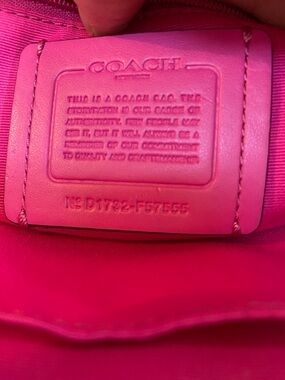 COACH
THIS IS A COACH BAG. THE
IS OUR BADGE OF
AUTHENTICITY. FEW PEOPLE MAY
SEE IT, BUT IT WILL ALWAYS BE A
REMINDER OF OUR COMMITMENT
TO QUALITY AND CRAFTSMANSHIP
№ D1732-F57555